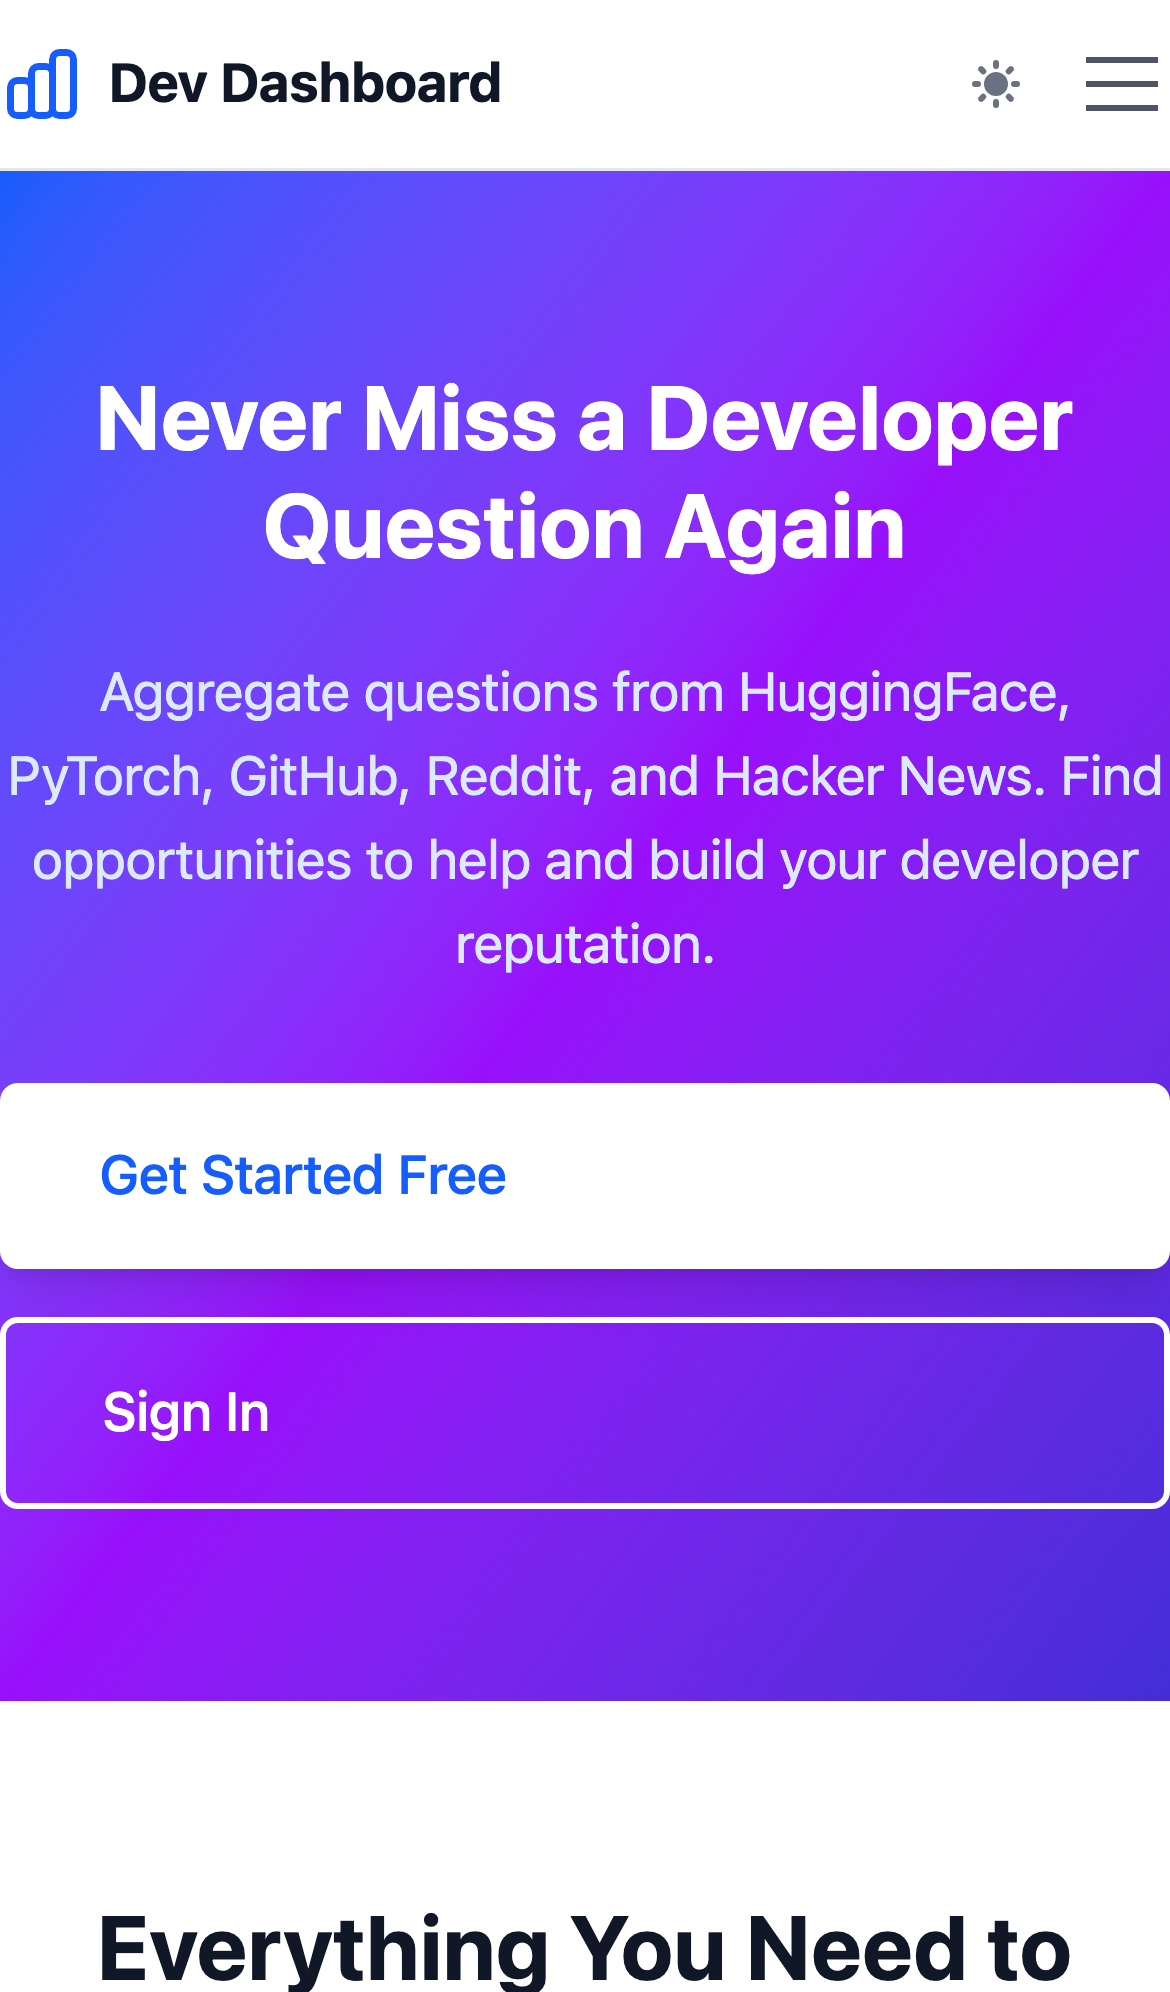 Dev Dashboard
Never Miss a Developer
Question Again
Aggregate questions from HuggingFace,
PyTorch, GitHub, Reddit, and Hacker News. Find
opportunities to help and build your developer
reputation.
Get Started Free
Sign In
Everything You Need to